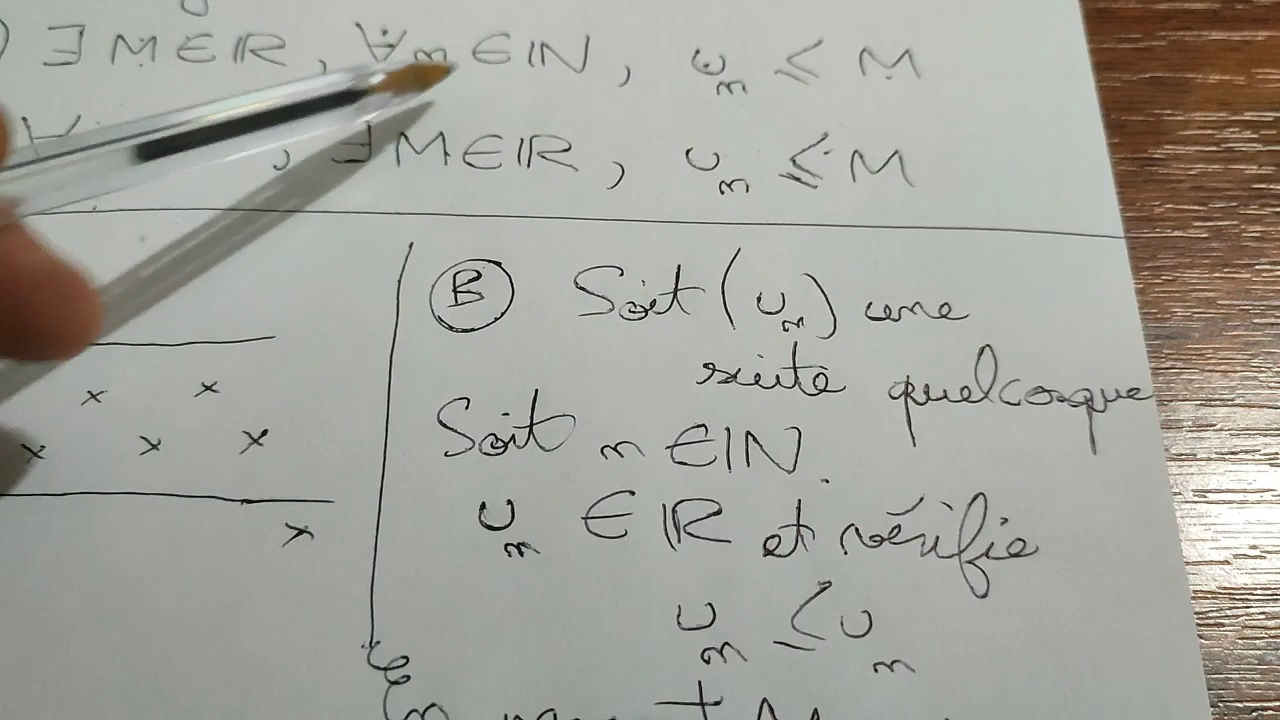 ) ∃ M ∈ ℝ, ∀n ∈ ℕ, uₙ ⩽ M
, ∃ M ∈ ℝ, uₙ ⩽ M
Ⓑ Soit (uₙ) une
suite quelconque
Soit n ∈ ℕ.
uₙ ∈ ℝ et vérifie
uₙ ⩽ uₙ